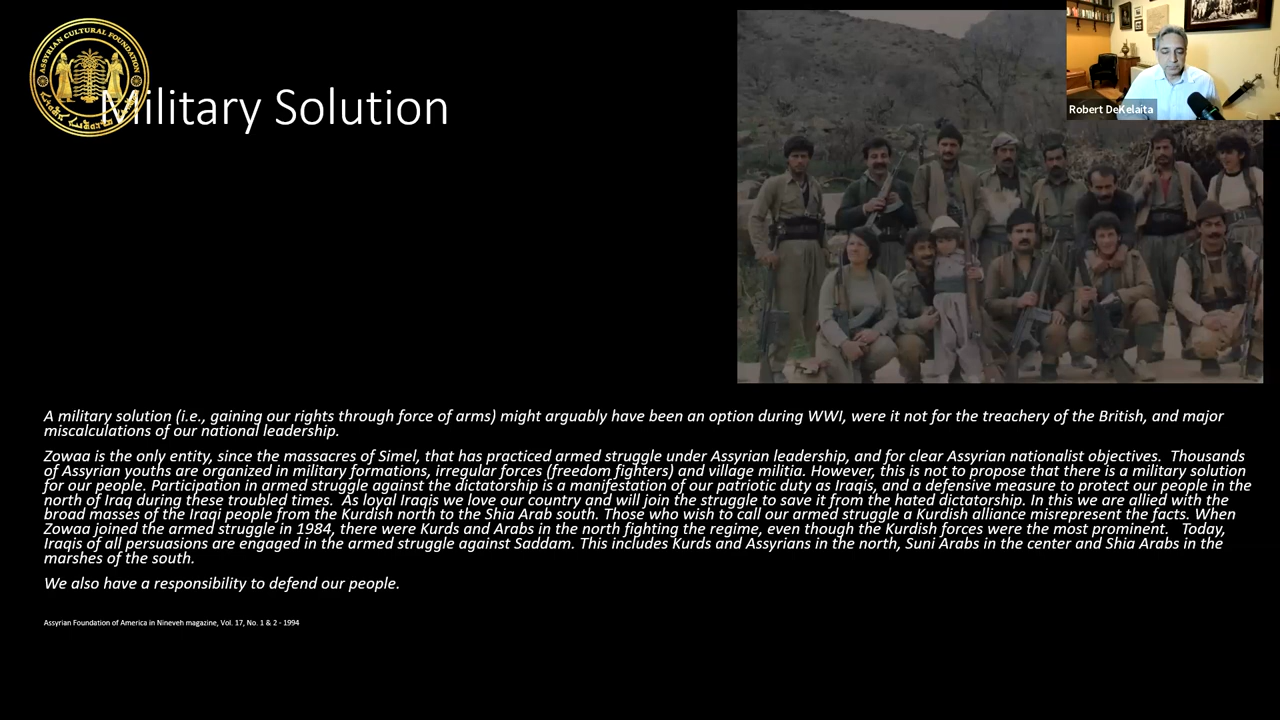 ASSYRIAN CULTURAL FOUNDATION
Military Solution
Robert DeKelaita
A military solution (i.e., gaining our rights through force of arms) might arguably have been an option during WWI, were it not for the treachery of the British, and major
miscalculations of our national leadership.
Zowaa is the only entity, since the massacres of Simel, that has practiced armed struggle under Assyrian leadership, and for clear Assyrian nationalist objectives. Thousands
of Assyrian youths are organized in military formations, irregular forces (freedom fighters) and village militia. However, this is not to propose that there is a military solution
for our people. Participation in armed struggle against the dictatorship is a manifestation of our patriotic duty as Iraqis, and a defensive measure to protect our people in the
north of Iraq during these troubled times. As loyal Iraqis we love our country and will join the struggle to save it from the hated dictatorship. In this we are allied with the
broad masses of the Iraqi people from the Kurdish north to the Shia Arab south. Those who wish to call our armed struggle a Kurdish alliance misrepresent the facts. When
Zowaa joined the armed struggle in 1984, there were Kurds and Arabs in the north fighting the regime, even though the Kurdish forces were the most prominent. Today,
Iraqis of all persuasions are engaged in the armed struggle against Saddam. This includes Kurds and Assyrians in the north, Suni Arabs in the center and Shia Arabs in the
marshes of the south.
We also have a responsibility to defend our people.
Assyrian Foundation of America in Nineveh magazine, Vol. 17, No. 1 & 2 - 1994